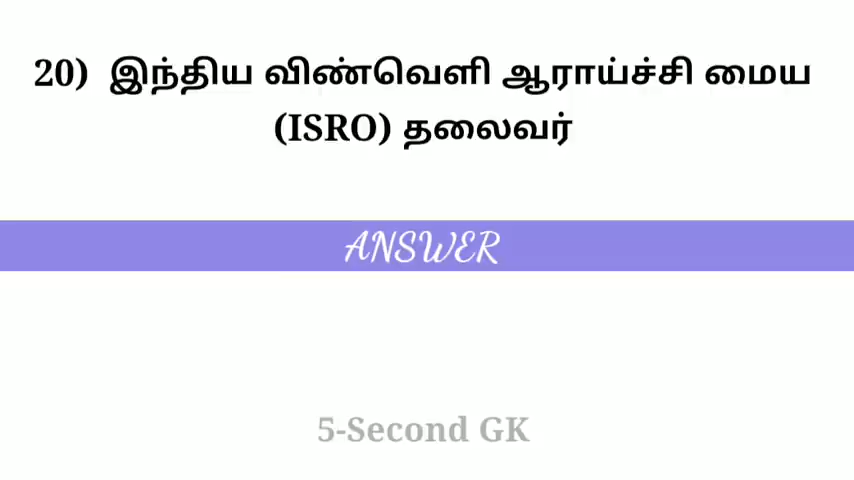 20) இந்திய விண்வெளி ஆராய்ச்சி மைய
(ISRO) தலைவர்
ANSWER
5-Second GK